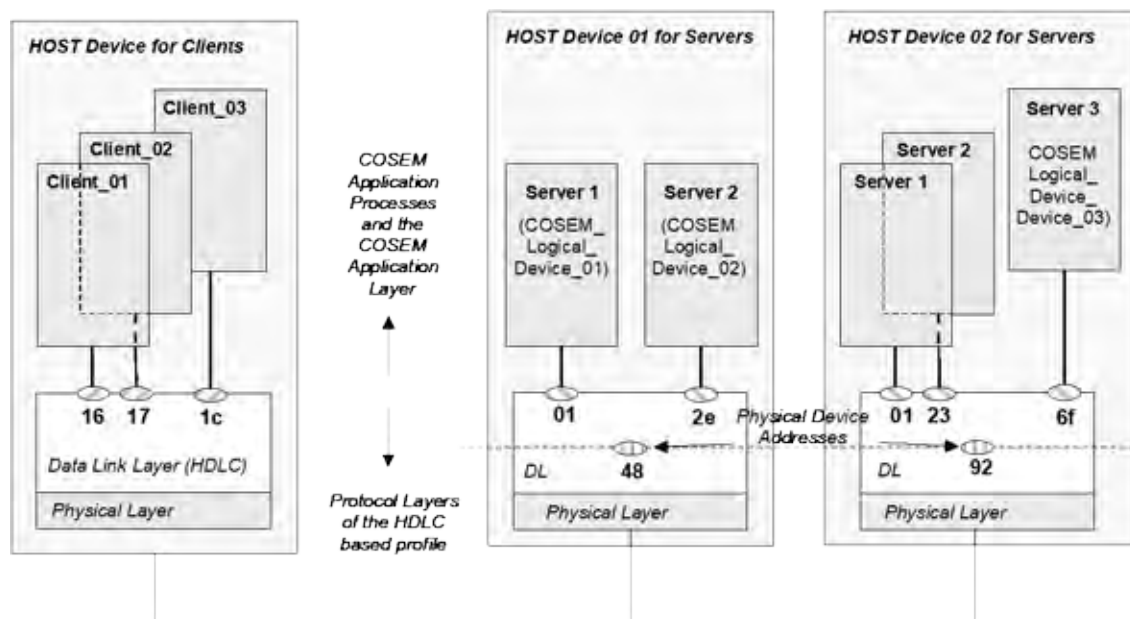 HOST Device for Clients
Client_03
Client_02
Client_01
16 17 1c
Data Link Layer (HDLC)
Physical Layer
COSEM
Application
Processes
and the
COSEM
Application
Layer
Protocol Layers
of the HDLC
based profile
HOST Device 01 for Servers
Server 1
(COSEM_
Logical_
Device_01)
Server 2
(COSEM
Logical_
Device_02)
01 2e
DL 48
Physical Layer
Physical Device
Addresses
HOST Device 02 for Servers
Server 3
COSEM
Logical_
Device_
Device_03)
Server 2
Server 1
01 23 6f
DL 92
Physical Layer